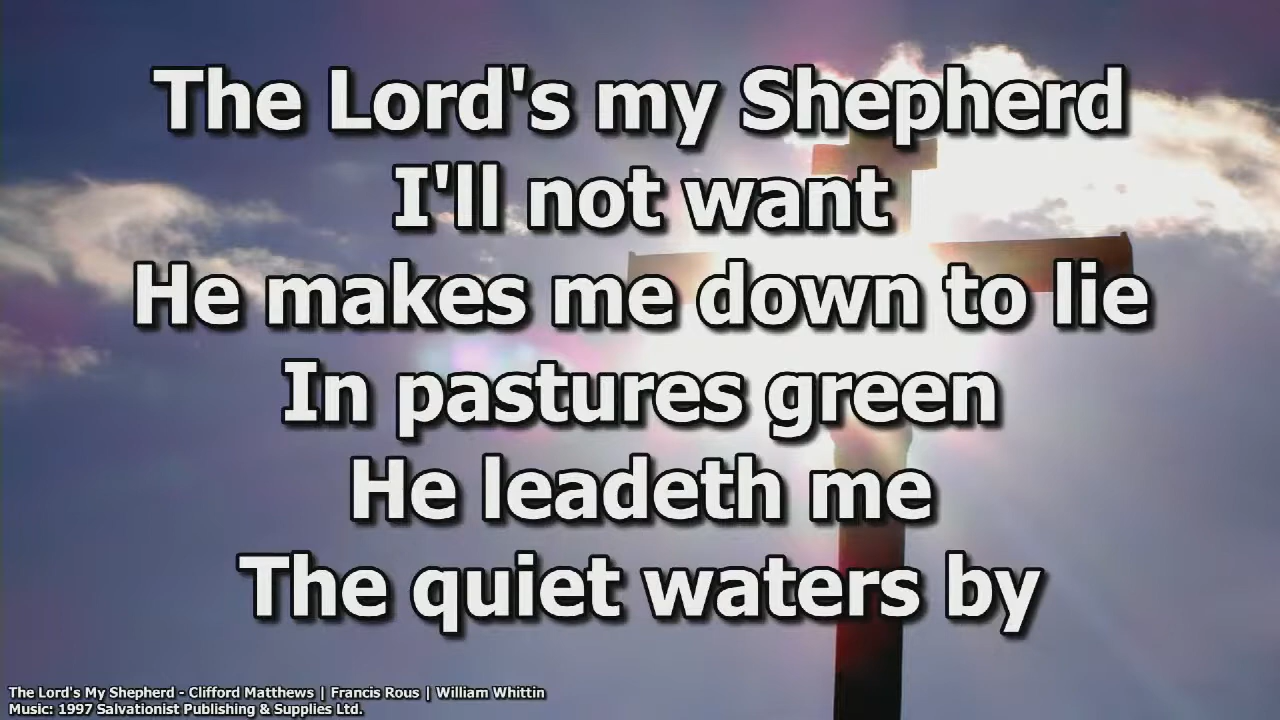 The Lord's my Shepherd
I'll not want
He makes me down to lie
In pastures green
He leadeth me
The quiet waters by
The Lord's My Shepherd - Clifford Matthews | Francis Rous | William Whittin
Music: 1997 Salvationist Publishing & Supplies Ltd.